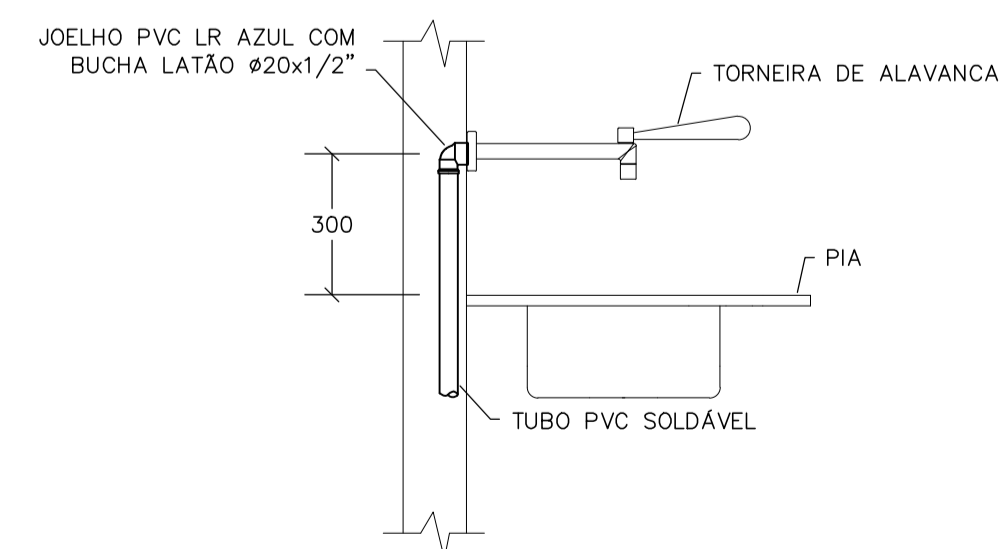 JOELHO PVC LR AZUL COM
BUCHA LATÃO ø20x1/2”
TORNEIRA DE ALAVANCA
300
PIA
TUBO PVC SOLDÁVEL